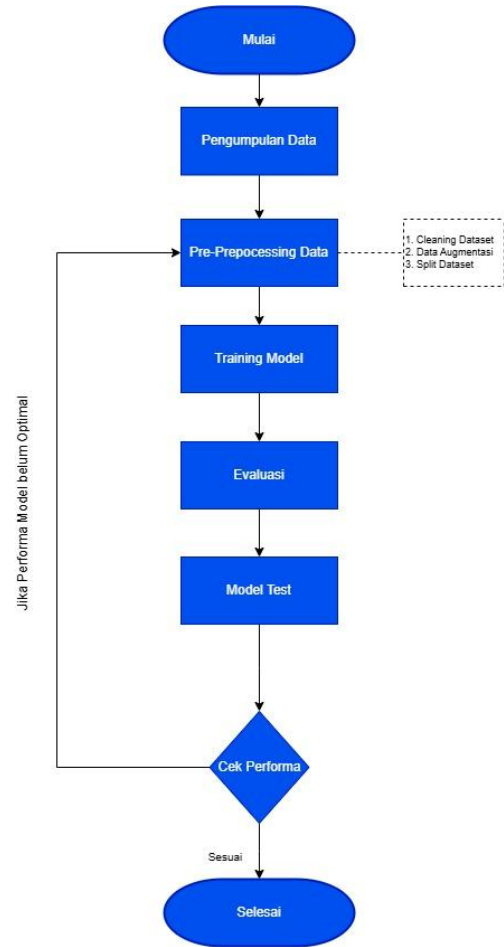 Mulai
Pengumpulan Data
Pre-Prepocessing Data
1. Cleaning Dataset
2. Data Augmentasi
3. Split Dataset
Training Model
Evaluasi
Model Test
Jika Performa Model belum Optimal
Cek Performa
Sesuai
Selesai